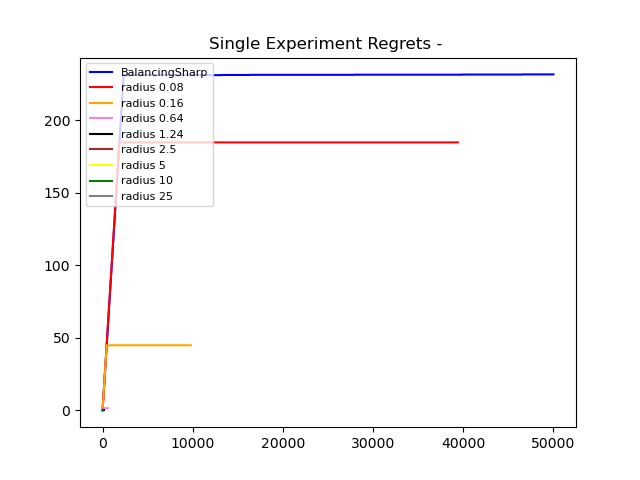 Single Experiment Regrets -
BalancingSharp
radius 0.08
radius 0.16
radius 0.64
radius 1.24
radius 2.5
radius 5
radius 10
radius 25
200
150
100
50
0
0 10000 20000 30000 40000 50000